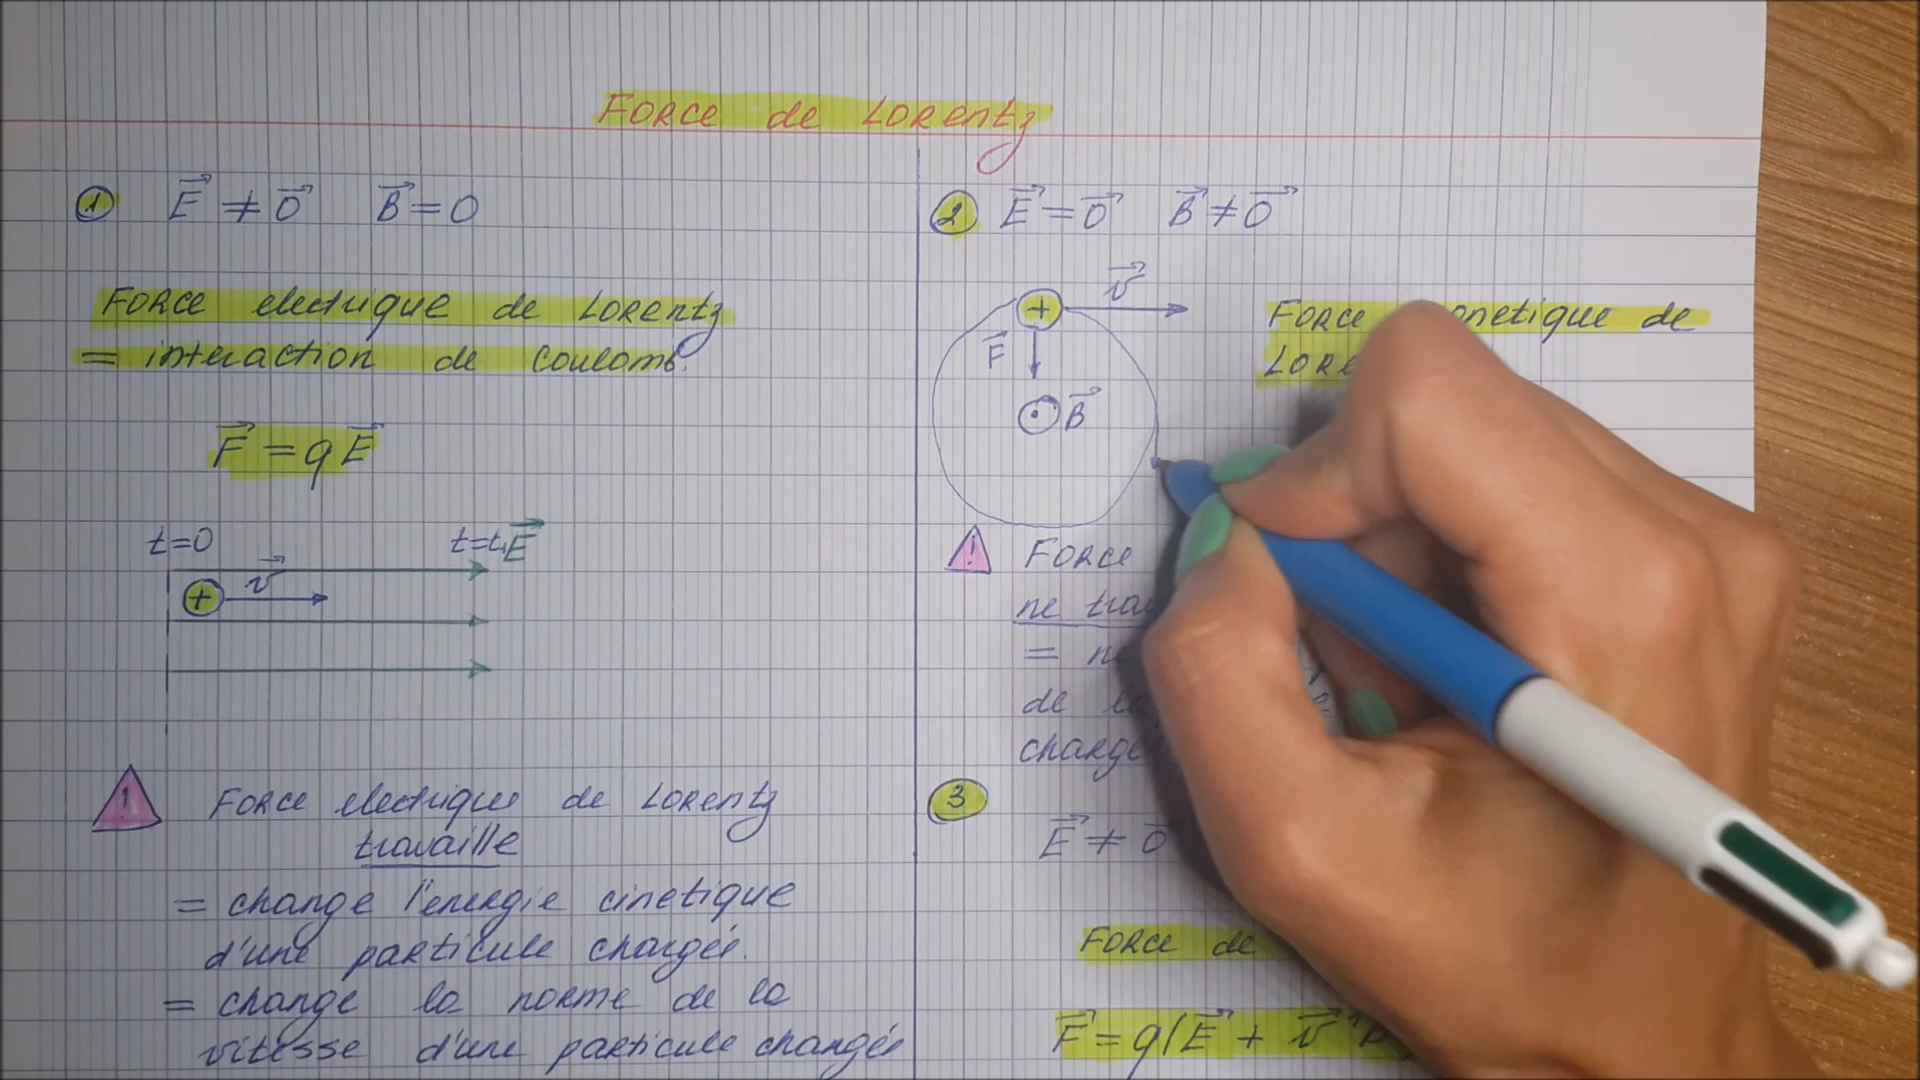 Force de Lorentz
1 E ≠ 0 B = 0
Force electrique de Lorentz
= interaction de Coulomb.
F = qE
t=0 t=t₁ E
v
+
! Force electrique de Lorentz
travaille
= change l'energie cinetique
d'une particule chargée.
= change la norme de la
vitesse d'une particule chargée
2 E = 0 B ≠ 0
v
+
F
B
Force de
! Force
ne
=
de
3
E ≠ 0
Force de
F = q(E + v